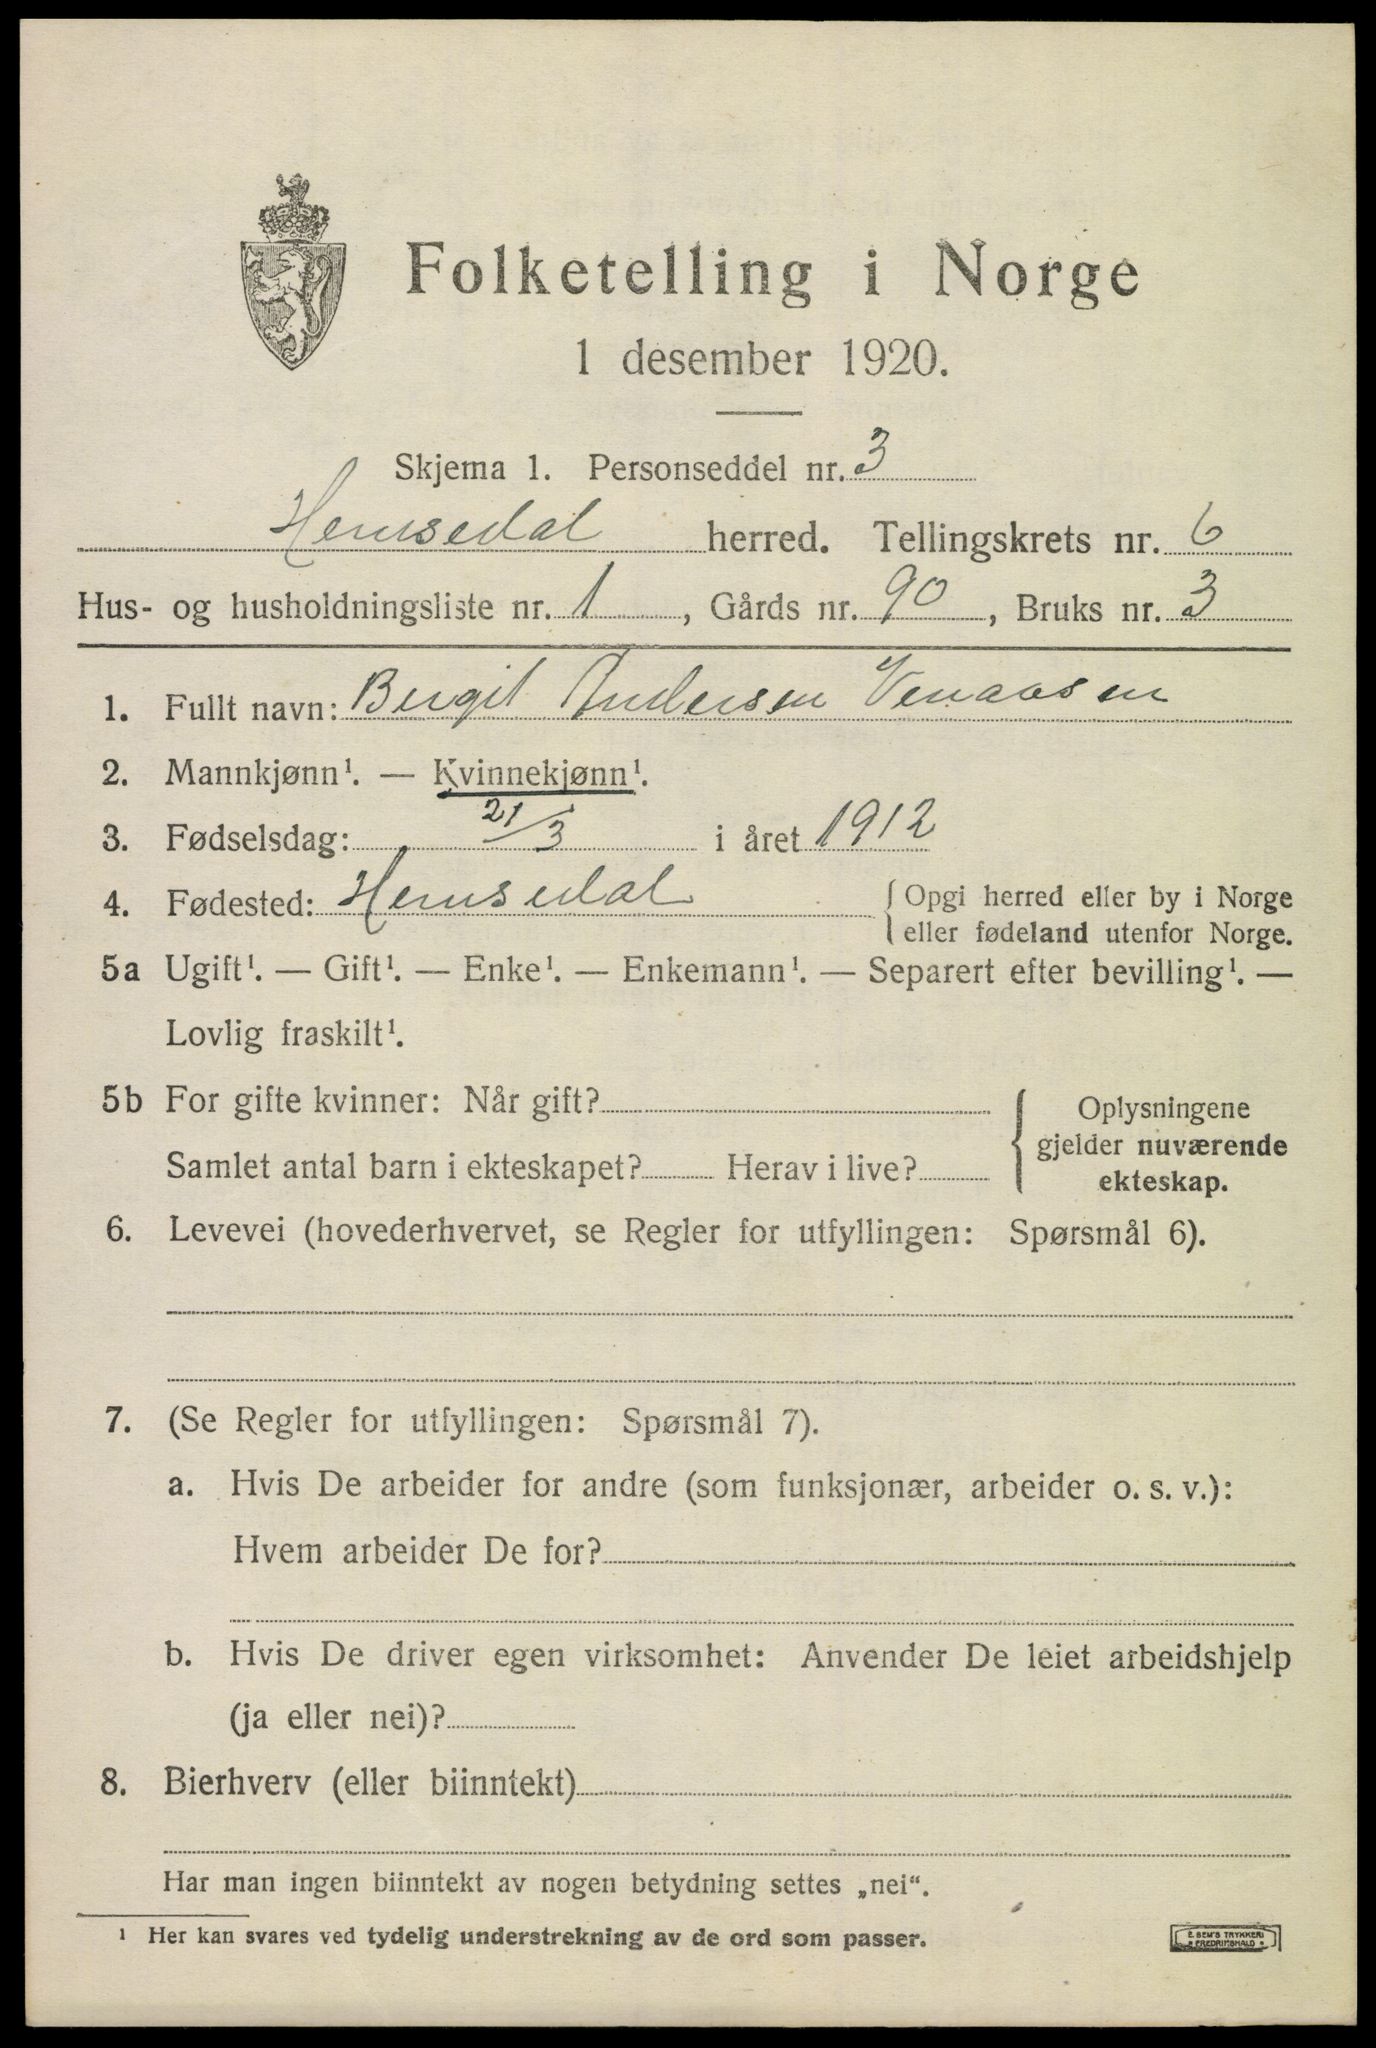 Folketelling i Norge
1 desember 1920.
Skjema 1. Personseddel nr. 3
Hemsedal herred. Tellingskrets nr. 6
Hus- og husholdningsliste nr. 1, Gårds nr. 90, Bruks nr. 3
1. Fullt navn: Bergit Andersen Venaasen
2. Mannkjønn¹. — Kvinnekjønn¹.
3. Fødselsdag: 21/3 i året 1912
4. Fødested: Hemsedal { Opgi herred eller by i Norge
eller fødeland utenfor Norge.
5a Ugift¹. — Gift¹. — Enke¹. — Enkemann¹. — Separert efter bevilling¹. —
Lovlig fraskilt¹.
5b For gifte kvinner: Når gift?
Samlet antal barn i ekteskapet? Herav i live?
{ Oplysningene
gjelder nuværende
ekteskap.
6. Levevei (hovederhvervet, se Regler for utfyllingen: Spørsmål 6).
7. (Se Regler for utfyllingen: Spørsmål 7).
a. Hvis De arbeider for andre (som funksjonær, arbeider o. s. v.):
Hvem arbeider De for?
b. Hvis De driver egen virksomhet: Anvender De leiet arbeidshjelp
(ja eller nei)?
8. Bierhverv (eller biinntekt)
Har man ingen biinntekt av nogen betydning settes „nei“.
¹ Her kan svares ved tydelig understrekning av de ord som passer.
E. SEM'S TRYKKERI
• FREDRIKSHALD •